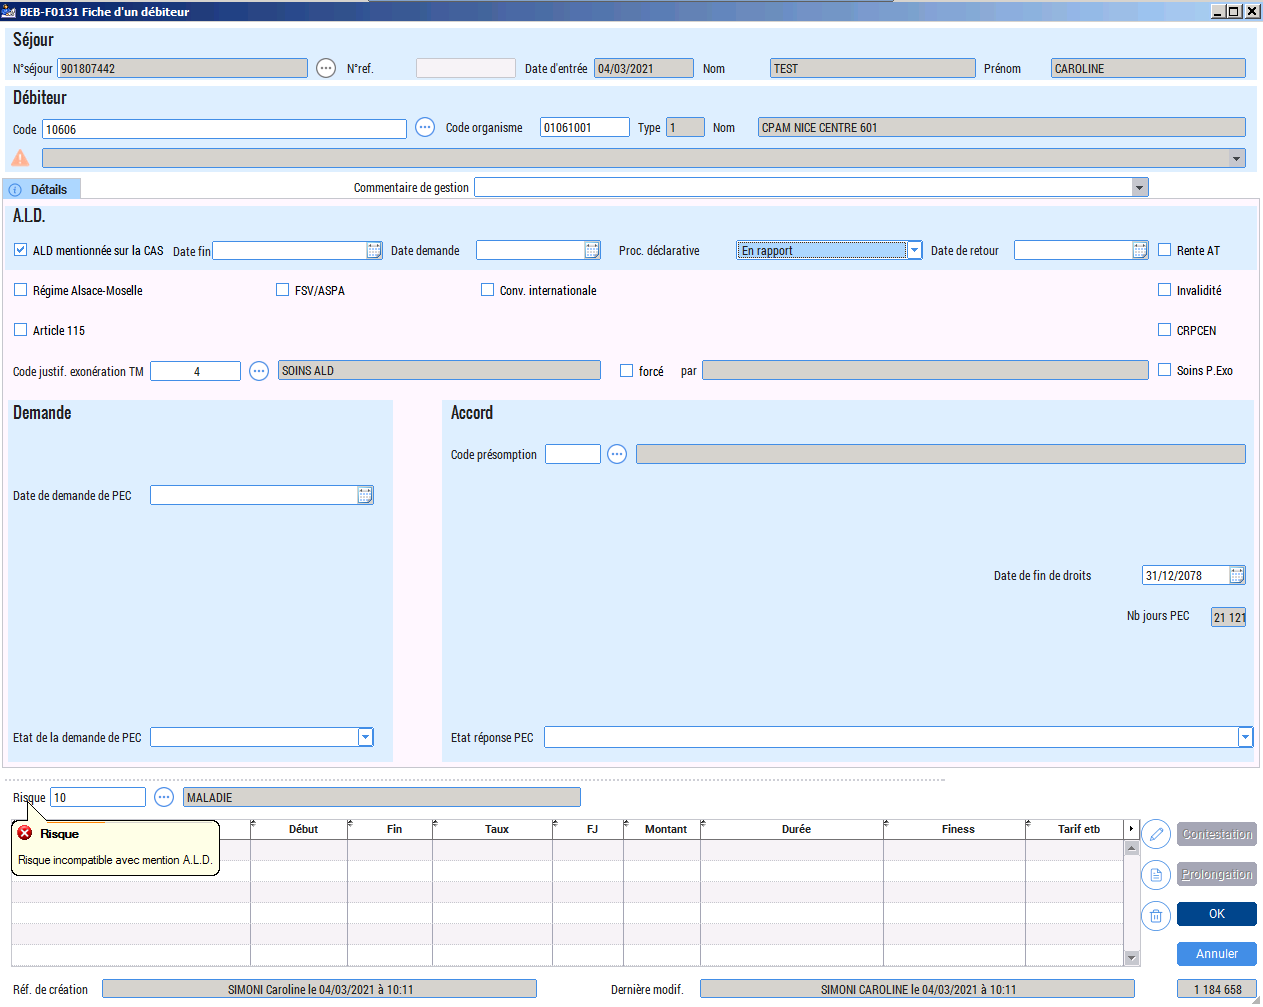 BEB-F0131 Fiche d'un débiteur
Séjour
N°séjour 901807442 N°ref. Date d'entrée 04/03/2021 Nom TEST Prénom CAROLINE
Débiteur
Code 10606 Code organisme 01061001 Type 1 Nom CPAM NICE CENTRE 601
Détails Commentaire de gestion
A.L.D.
ALD mentionnée sur la CAS Date fin Date demande Proc. déclarative En rapport Date de retour Rente AT
Régime Alsace-Moselle FSV/ASPA Conv. internationale Invalidité
Article 115 CRPCEN
Code justif. exonération TM 4 SOINS ALD forcé par Soins P.Exo
Demande Accord
Code présomption
Date de demande de PEC
Date de fin de droits 31/12/2078
Nb jours PEC 21 121
Etat de la demande de PEC Etat réponse PEC
Risque 10 MALADIE
Début Fin Taux FJ Montant Durée Finess Tarif etb
Risque
Risque incompatible avec mention A.L.D.
Contestation
Prolongation
OK
Annuler
Réf. de création SIMONI Caroline le 04/03/2021 à 10:11 Dernière modif. SIMONI CAROLINE le 04/03/2021 à 10:11 1 184 658